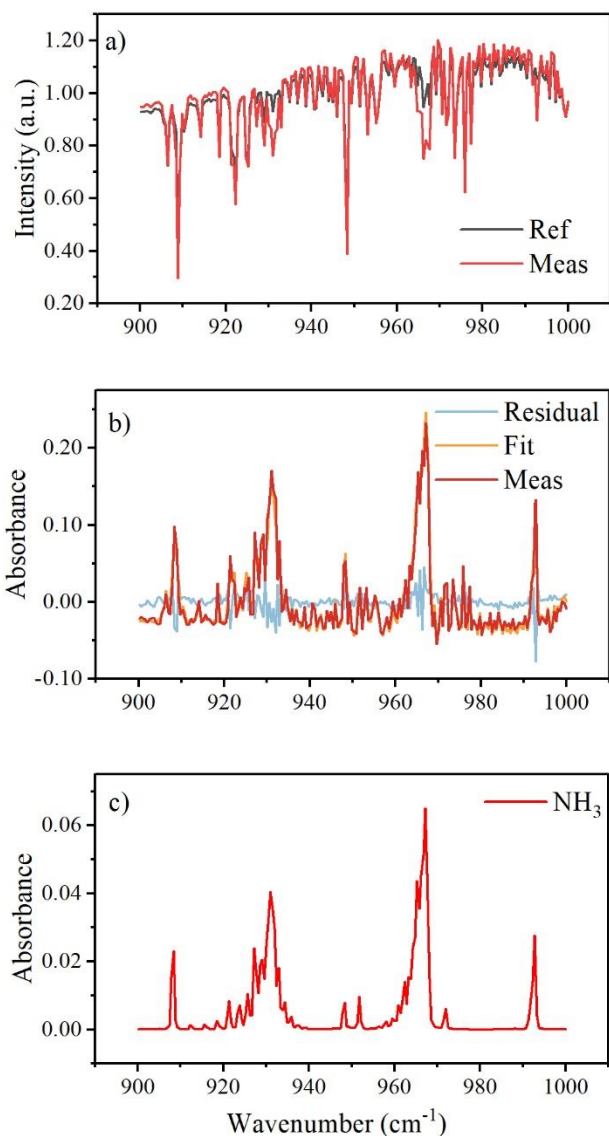 a)
1.20
1.00
0.80
0.60
0.40
0.20
Intensity (a.u.)
Ref
Meas
900 920 940 960 980 1000
b)
Residual
Fit
Meas
0.20
0.10
0.00
-0.10
Absorbance
900 920 940 960 980 1000
c)
NH₃
0.06
0.04
0.02
0.00
Absorbance
900 920 940 960 980 1000
Wavenumber (cm⁻¹)